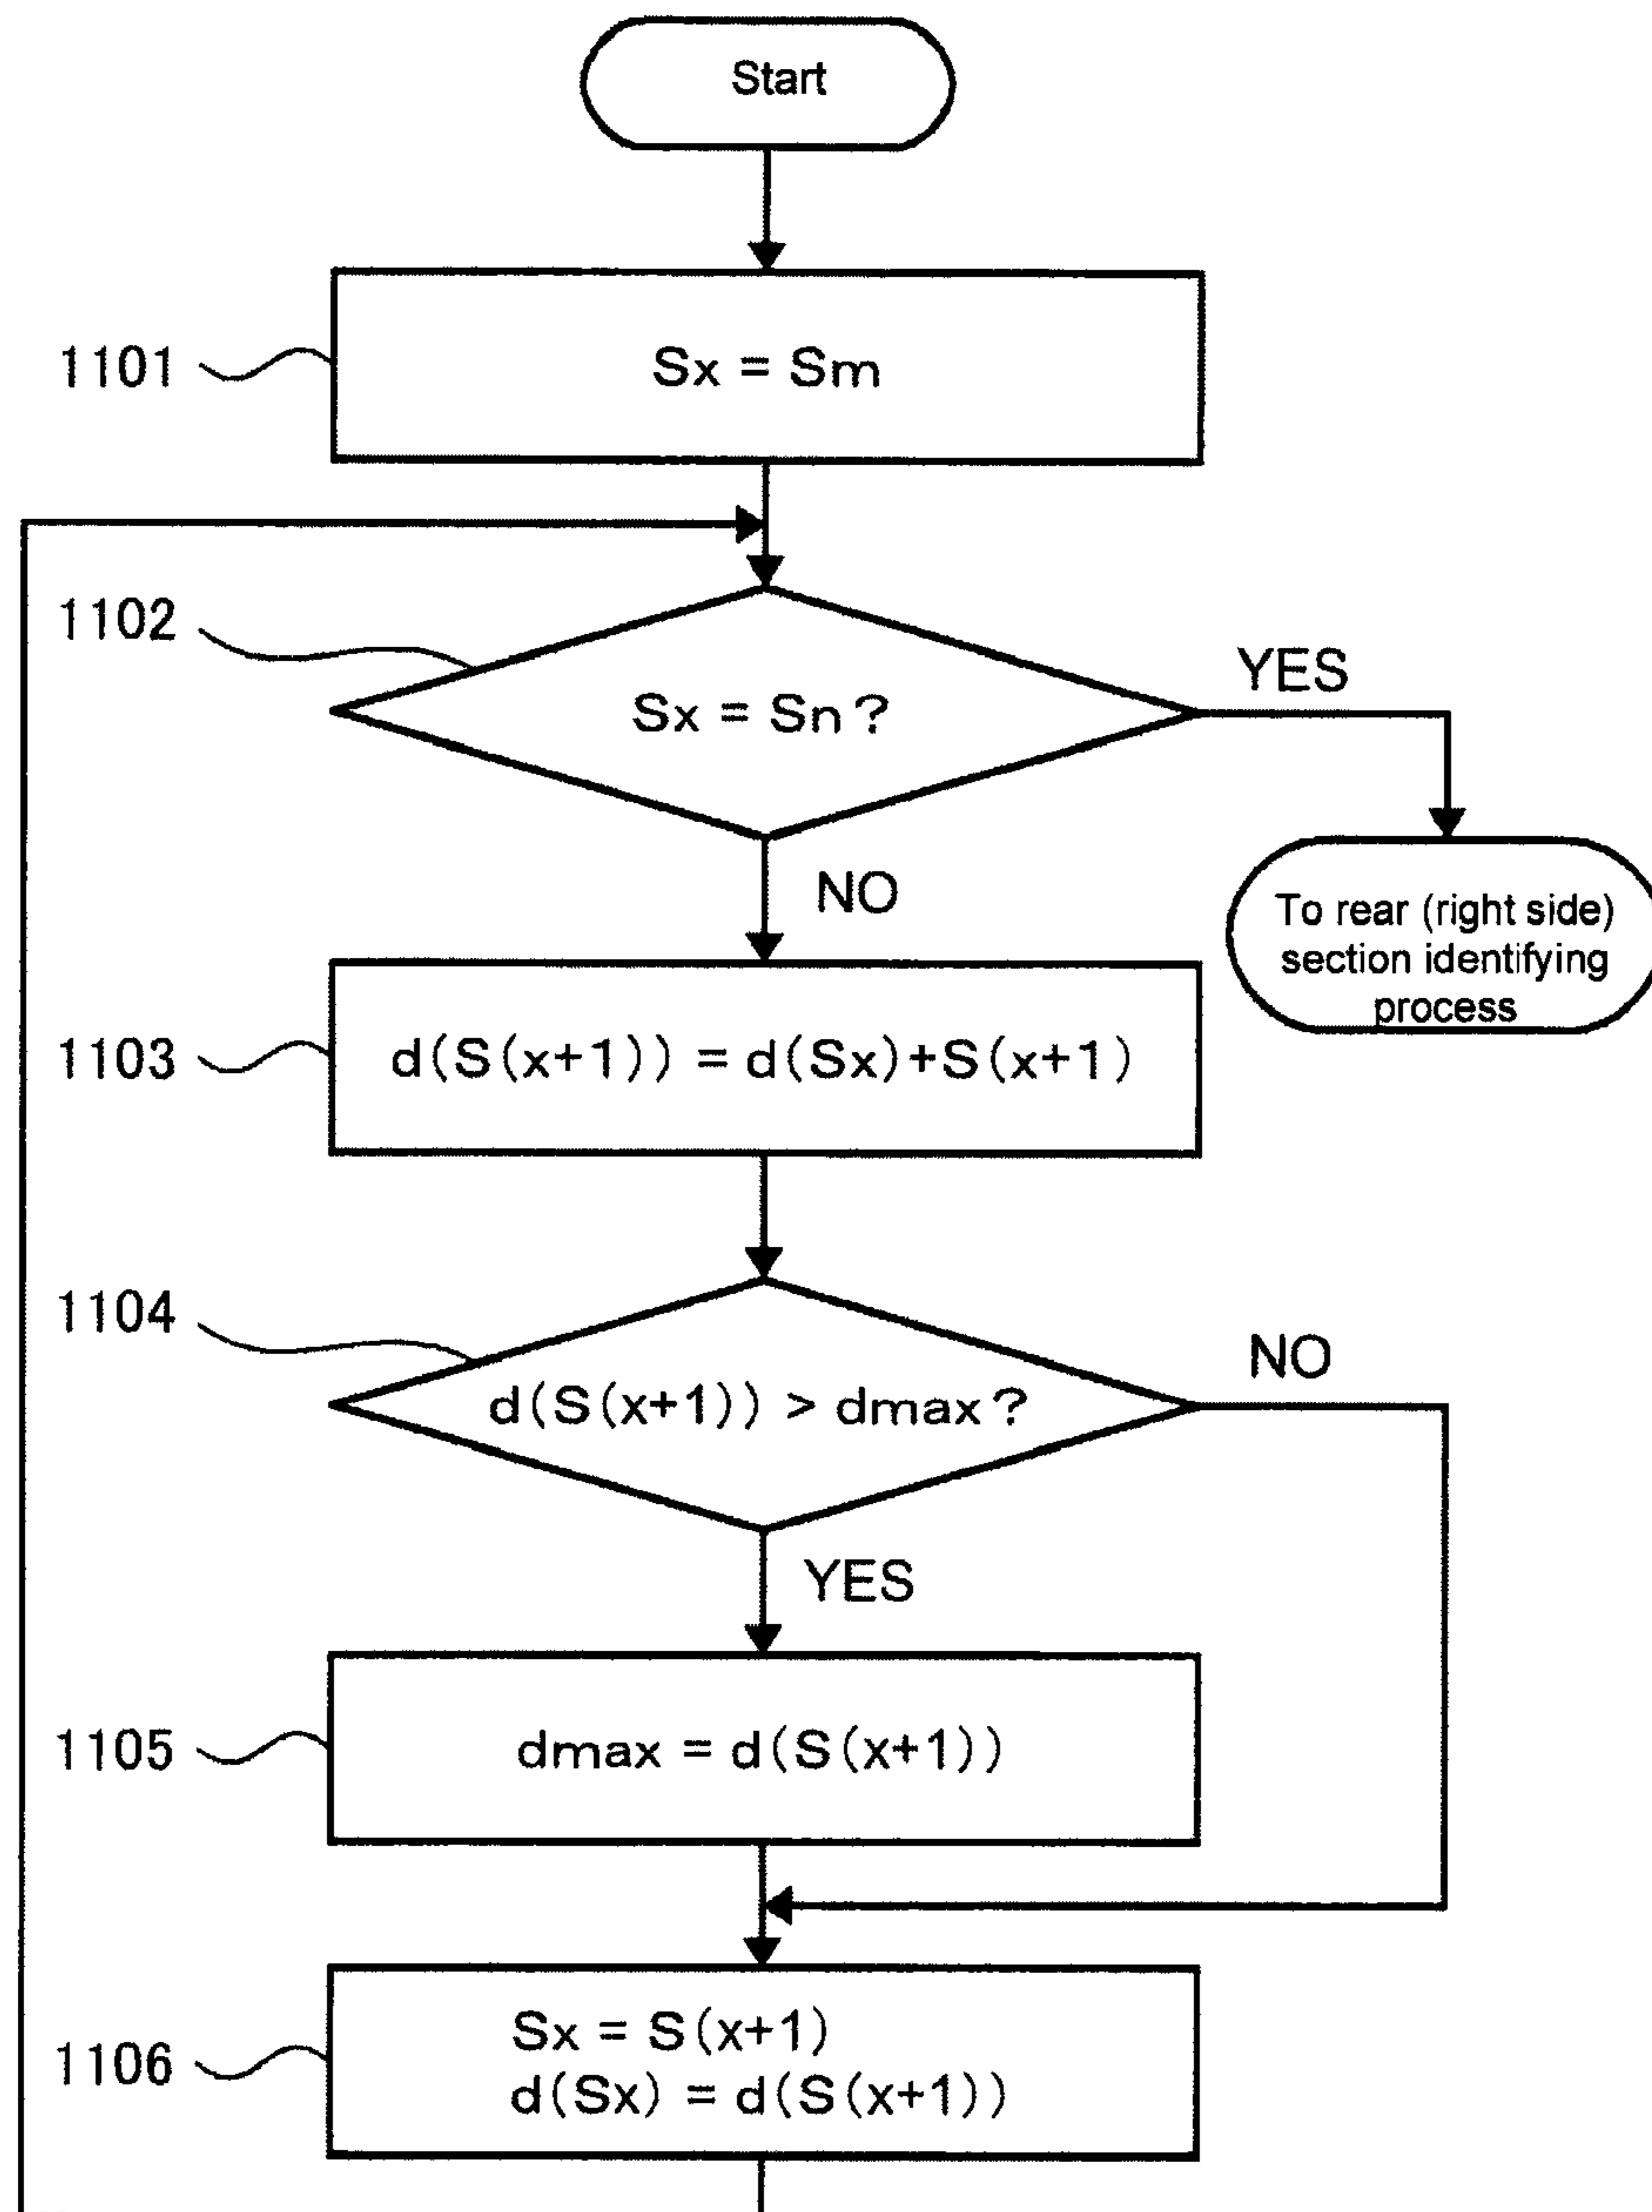 Start
1101
Sx = Sm
1102
Sx = Sn?
YES
NO
To rear (right side)
section identifying
process
1103
d(S(x+1)) = d(Sx)+S(x+1)
1104
d(S(x+1)) > dmax?
NO
YES
1105
dmax = d(S(x+1))
1106
Sx = S(x+1)
d(Sx) = d(S(x+1))